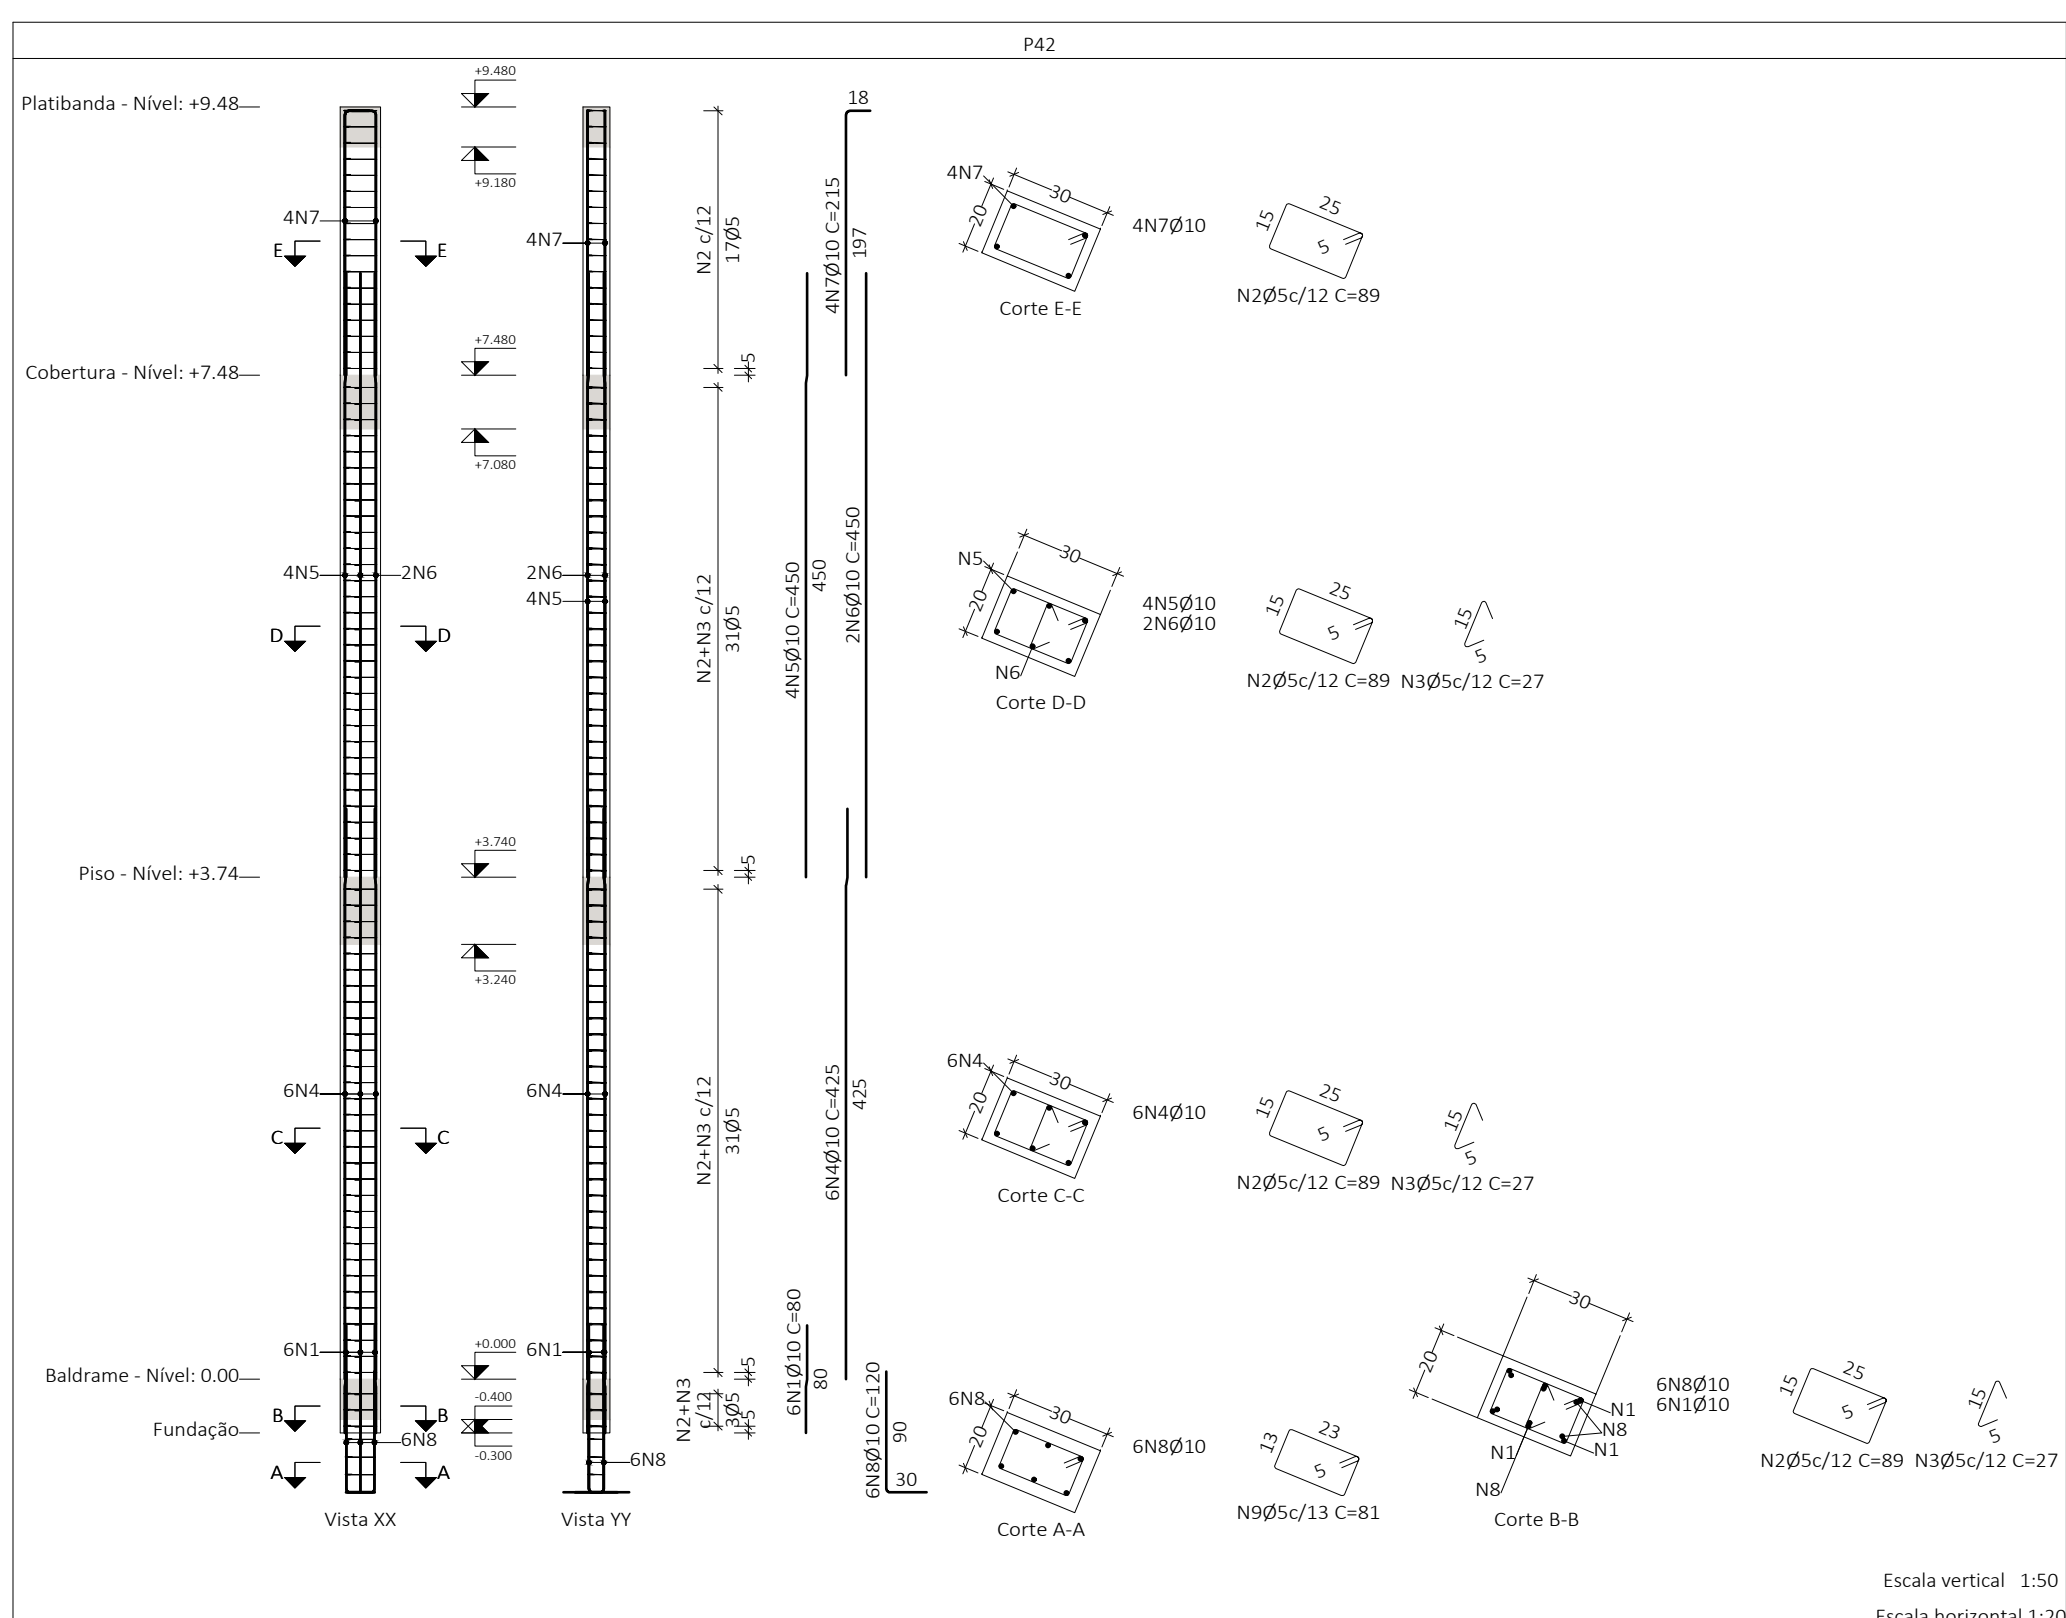 P42
Platibanda - Nível: +9.48
+9.480
+9.180
4N7
E
E
4N7
N2 c/12
17Ø5
18
4N7Ø10 C=215
197
4N7
30
20
4N7Ø10
Corte E-E
15
25
5
N2Ø5c/12 C=89
Cobertura - Nível: +7.48
+7.480
+7.080
5
4N5
2N6
2N6
4N5
D
D
N2+N3 c/12
31Ø5
4N5Ø10 C=450
450
2N6Ø10 C=450
N5
30
20
N6
4N5Ø10
2N6Ø10
Corte D-D
15
25
5
N2Ø5c/12 C=89
15
5
N3Ø5c/12 C=27
Piso - Nível: +3.74
+3.740
+3.240
5
6N4
6N4
C
C
N2+N3 c/12
31Ø5
6N4Ø10 C=425
425
6N4
30
20
6N4Ø10
Corte C-C
15
25
5
N2Ø5c/12 C=89
15
5
N3Ø5c/12 C=27
6N1
6N1
Baldrame - Nível: 0.00
+0.000
-0.400
-0.300
5
N2+N3
c/12
3Ø5
5
6N1Ø10 C=80
80
B
B
Fundação
6N8
6N8
A
A
6N8Ø10 C=120
90
30
6N8
30
20
6N8Ø10
Corte A-A
13
23
5
N9Ø5c/13 C=81
30
20
N1
N8
N1
N1
N8
6N8Ø10
6N1Ø10
Corte B-B
15
25
5
N2Ø5c/12 C=89
15
5
N3Ø5c/12 C=27
Vista XX
Vista YY
Escala vertical 1:50
Escala horizontal 1:20